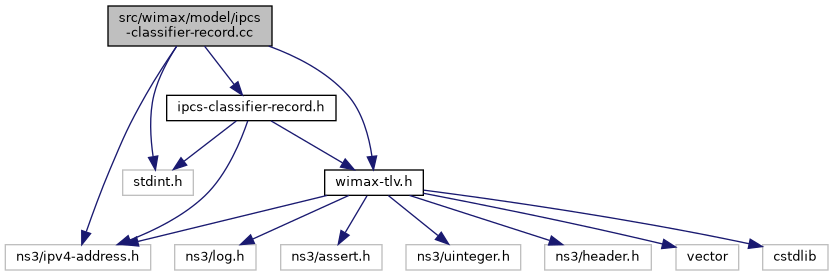 src/wimax/model/ipcs
-classifier-record.cc
ipcs-classifier-record.h
stdint.h
wimax-tlv.h
ns3/ipv4-address.h
ns3/log.h
ns3/assert.h
ns3/uinteger.h
ns3/header.h
vector
cstdlib